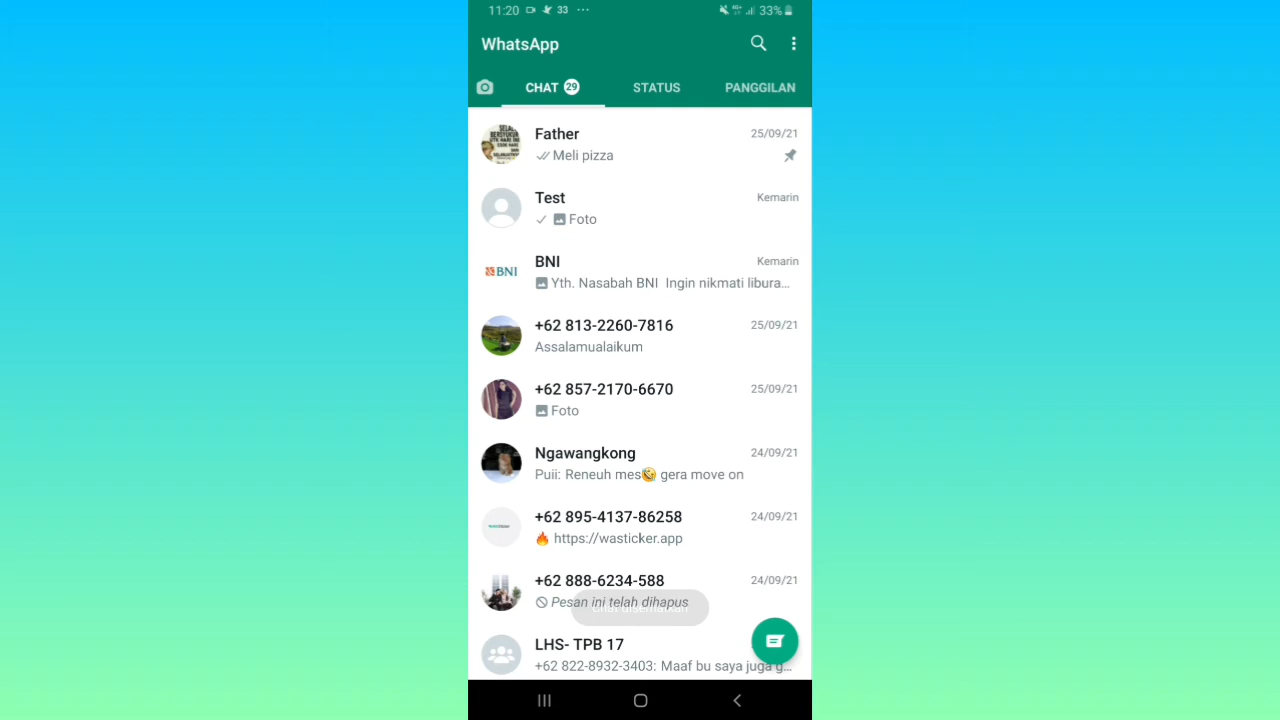 11:20 33 33%
WhatsApp
CHAT 29 STATUS PANGGILAN
Father 25/09/21
Meli pizza
Test Kemarin
Foto
BNI Kemarin
BNI
Yth. Nasabah BNI Ingin nikmati libura...
+62 813-2260-7816 25/09/21
Assalamualaikum
+62 857-2170-6670 25/09/21
Foto
Ngawangkong 24/09/21
Puii: Reneuh mes🤣 gera move on
+62 895-4137-86258 24/09/21
🔥 https://wasticker.app
+62 888-6234-588 24/09/21
Pesan ini telah dihapus
Chat disematkan
LHS- TPB 17
+62 822-8932-3403: Maaf bu saya juga g...